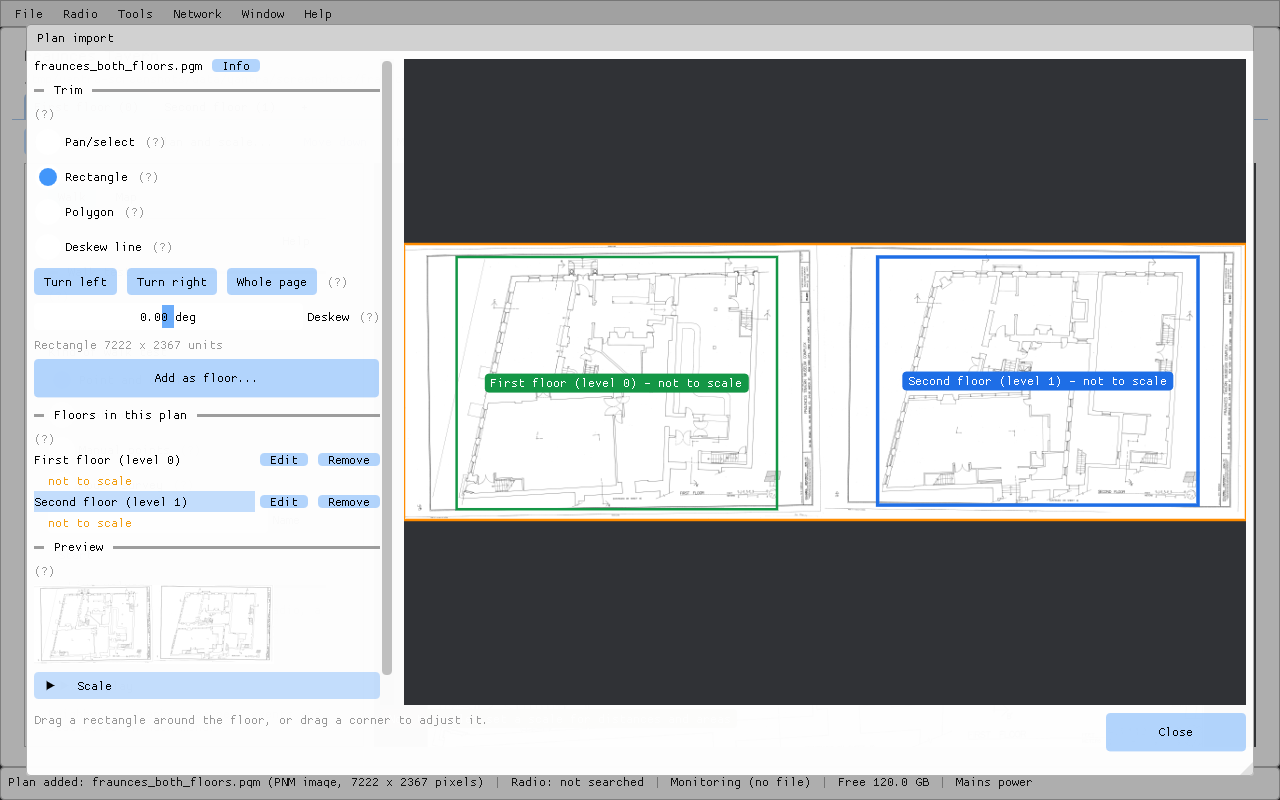 File Radio Tools Network Window Help
Plan import
fraunces_both_floors.pgm Info
Trim
(?)
Pan/select (?)
Rectangle (?)
Polygon (?)
Deskew line (?)
Turn left Turn right Whole page (?)
0.00 deg Deskew (?)
Rectangle 7222 x 2367 units
Add as floor...
Floors in this plan
(?)
First floor (level 0) Edit Remove
not to scale
Second floor (level 1) Edit Remove
not to scale
Preview
(?)
Scale
First floor (level 0) - not to scale
Second floor (level 1) - not to scale
FIRST FLOOR
SECOND FLOOR
Drag a rectangle around the floor, or drag a corner to adjust it.
Close
Plan added: fraunces_both_floors.pgm (PNM image, 7222 x 2367 pixels) | Radio: not searched | Monitoring (no file) | Free 120.0 GB | Mains power